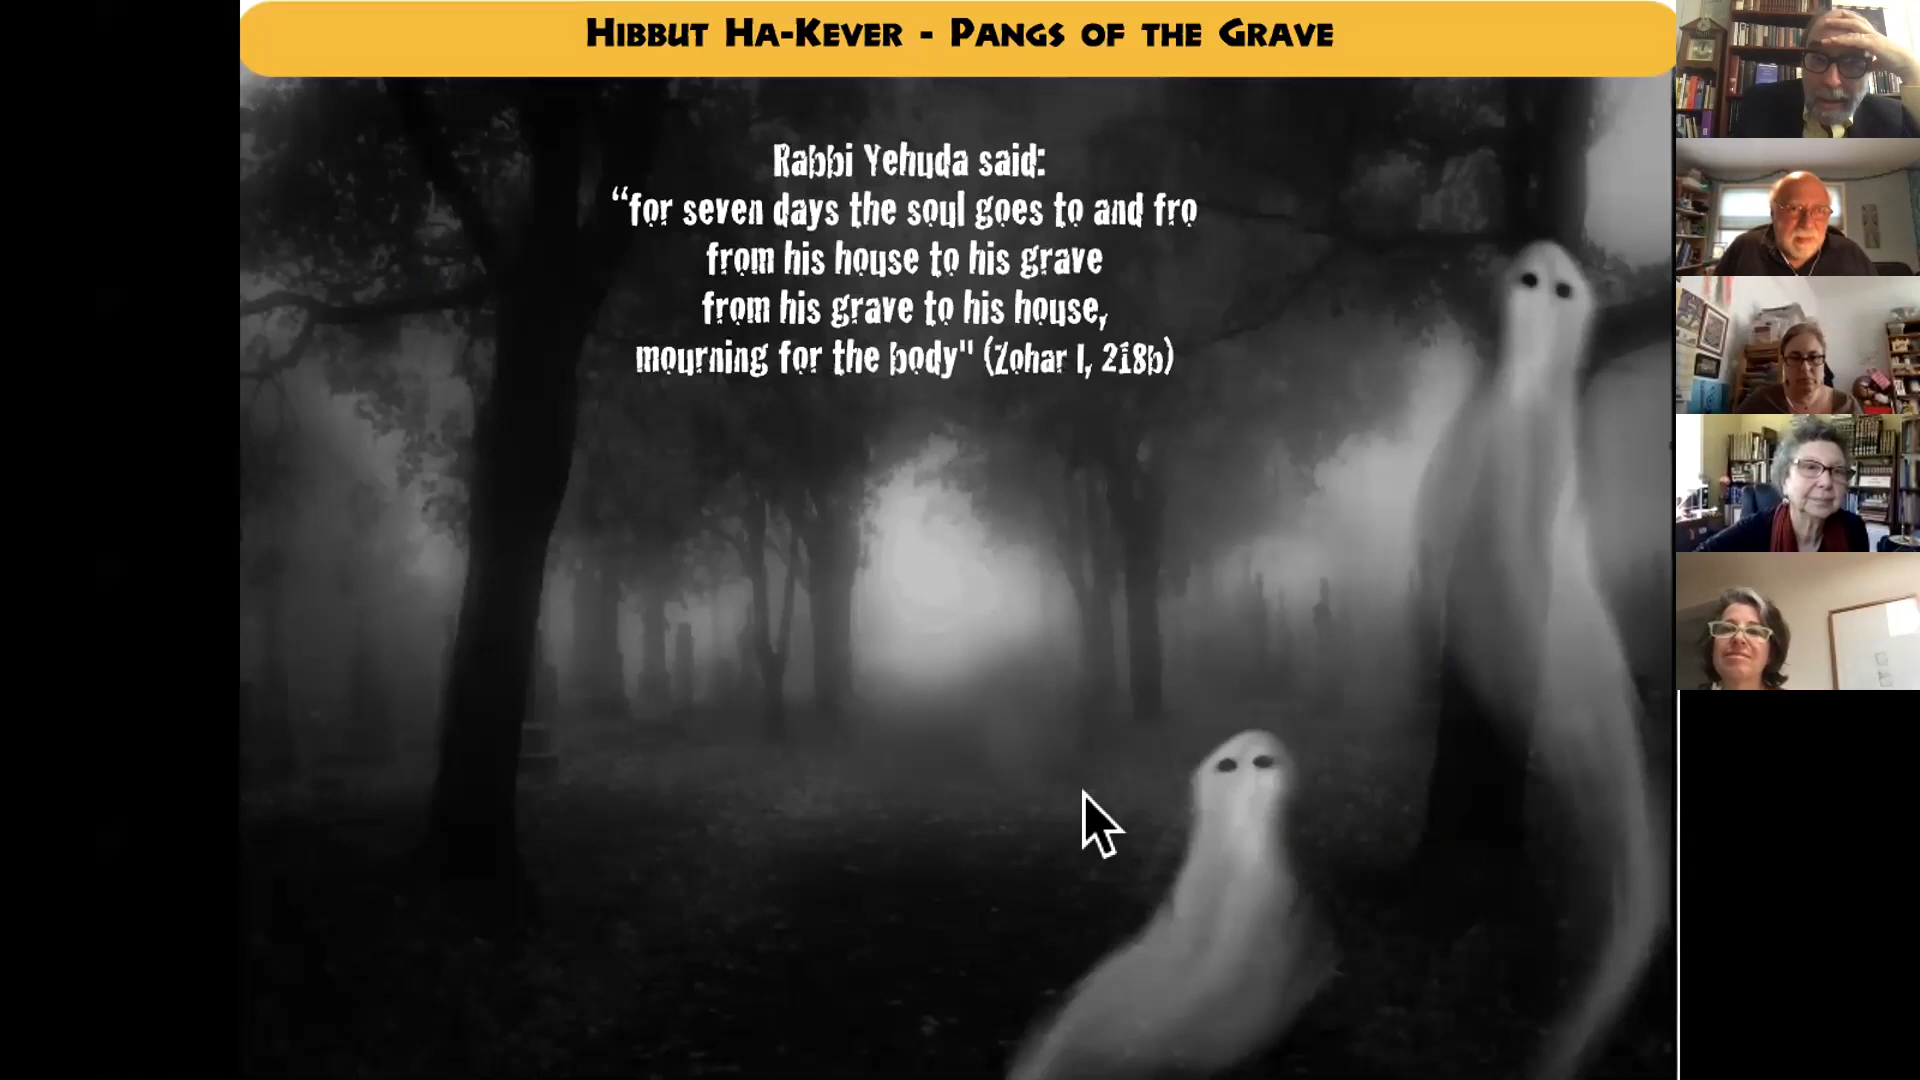 Hibbut Ha-Kever - Pangs of the Grave
Rabbi Yehuda said:
“for seven days the soul goes to and fro
from his house to his grave
from his grave to his house,
mourning for the body" (Zohar I, 218b)